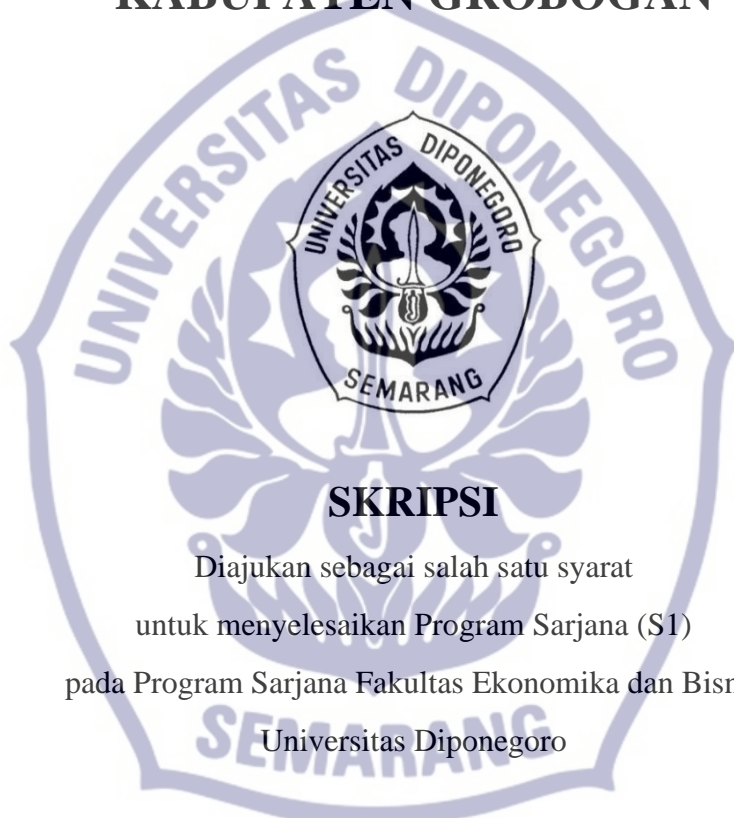 KABUPATEN GROBOGAN
UNIVERSITAS DIPONEGORO
SEMARANG
UNIVERSITAS DIPONEGORO
SEMARANG
SKRIPSI
Diajukan sebagai salah satu syarat
untuk menyelesaikan Program Sarjana (S1)
pada Program Sarjana Fakultas Ekonomika dan Bisn
Universitas Diponegoro